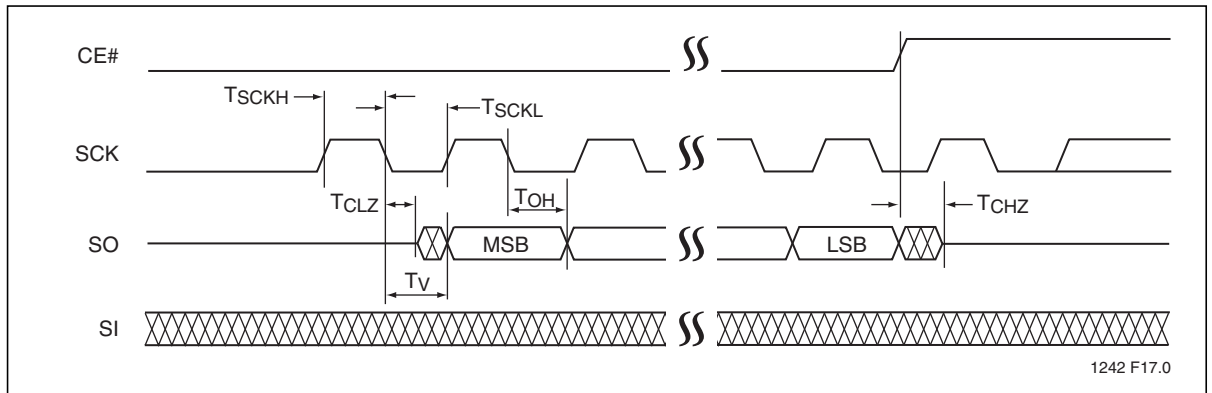 CE#
TSCKH
TSCKL
SCK
TCLZ
TOH
TCHZ
SO
MSB
LSB
TV
SI
1242 F17.0